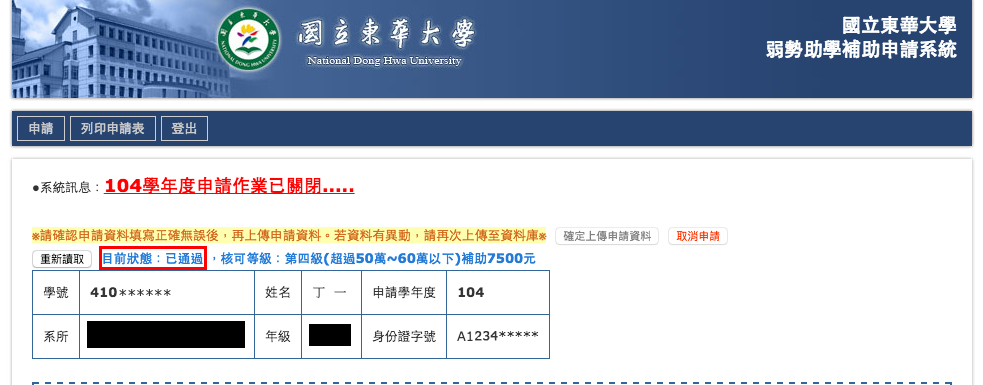 國立東華大學
National Dong Hwa University
國立東華大學
弱勢助學補助申請系統
申請 列印申請表 登出
●系統訊息：104學年度申請作業已關閉.....
※請確認申請資料填寫正確無誤後，再上傳申請資料。若資料有異動，請再次上傳至資料庫※ 確定上傳申請資料 取消申請
重新讀取 目前狀態：已通過，核可等級：第四級(超過50萬~60萬以下)補助7500元
學號 410****** 姓名 丁 一 申請學年度 104
系所 年級 身份證字號 A1234*****